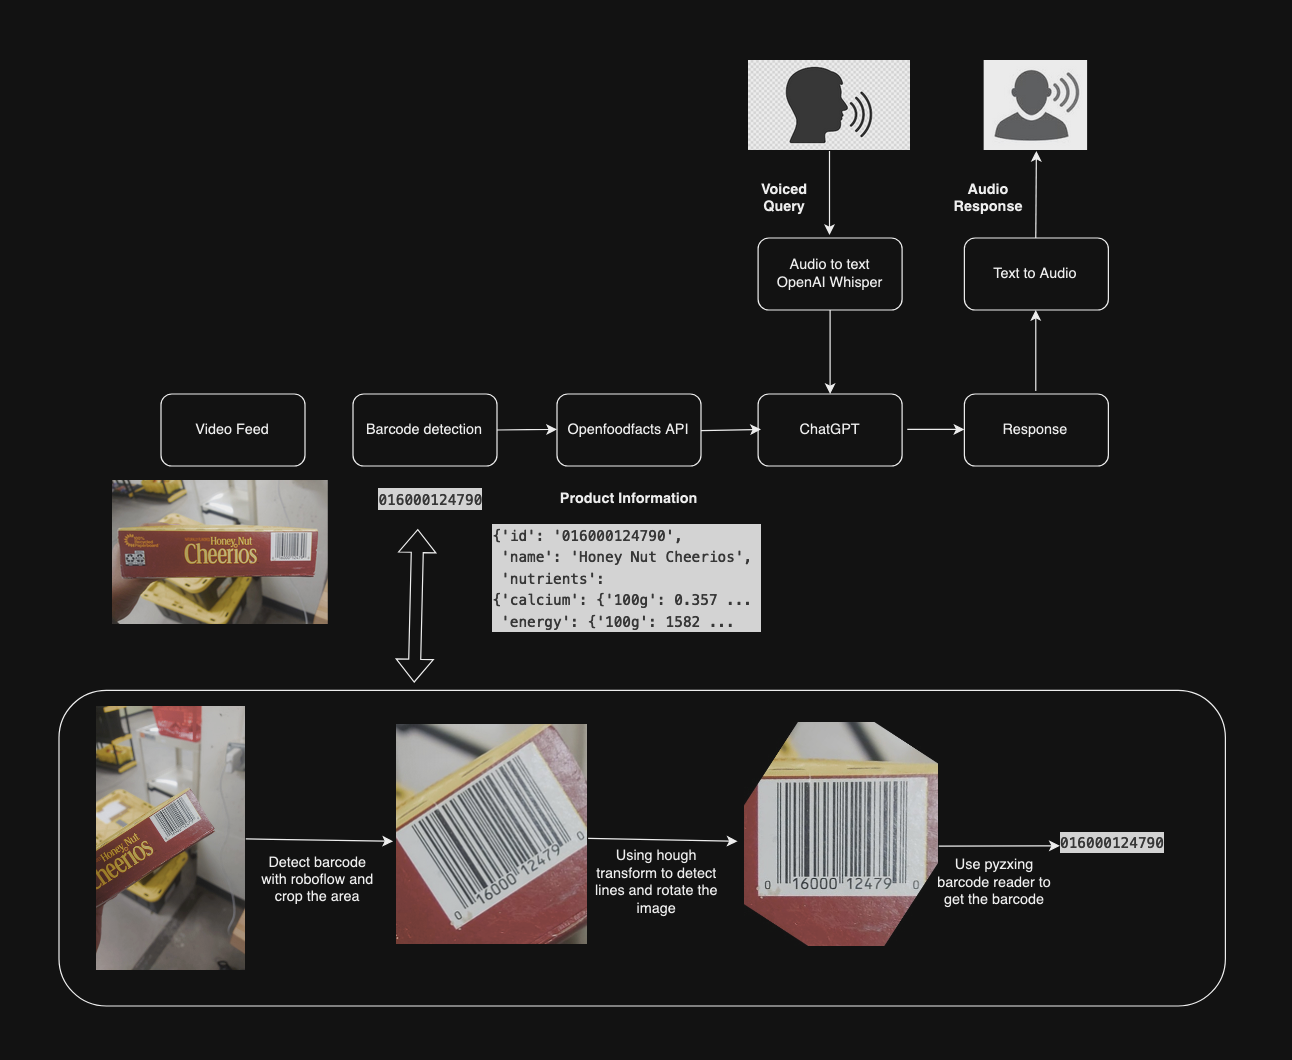 Voiced
Query
Audio
Response
Audio to text
OpenAI Whisper
Text to Audio
Video Feed
Barcode detection
Openfoodfacts API
ChatGPT
Response
Honey Nut
Cheerios
016000124790
Product Information
{'id': '016000124790',
'name': 'Honey Nut Cheerios',
'nutrients':
{'calcium': {'100g': 0.357 ...
'energy': {'100g': 1582 ...
Honey Nut
heerios
Detect barcode
with roboflow and
crop the area
0 16000 12479 0
Using hough
transform to detect
lines and rotate the
image
0 16000 12479 0
Use pyzxing
barcode reader to
get the barcode
016000124790